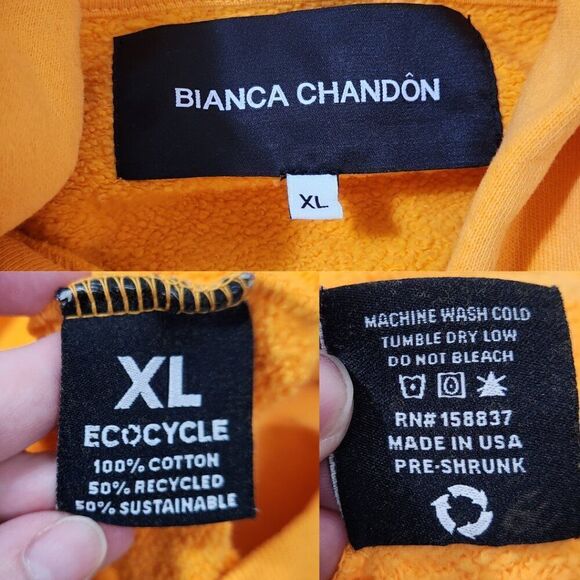 BIANCA CHANDÔN
XL
XL
ECOCYCLE
100% COTTON
50% RECYCLED
50% SUSTAINABLE
MACHINE WASH COLD
TUMBLE DRY LOW
DO NOT BLEACH
RN# 158837
MADE IN USA
PRE-SHRUNK